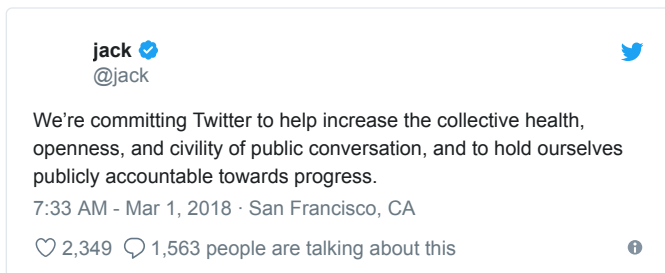 jack
@jack
We’re committing Twitter to help increase the collective health,
openness, and civility of public conversation, and to hold ourselves
publicly accountable towards progress.
7:33 AM - Mar 1, 2018 · San Francisco, CA
2,349 1,563 people are talking about this